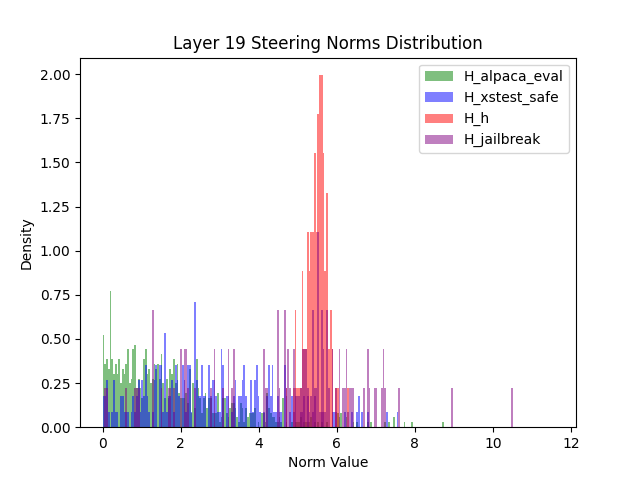 Layer 19 Steering Norms Distribution
H_alpaca_eval
H_xstest_safe
H_h
H_jailbreak
Density
2.00
1.75
1.50
1.25
1.00
0.75
0.50
0.25
0.00
0
2
4
6
8
10
12
Norm Value